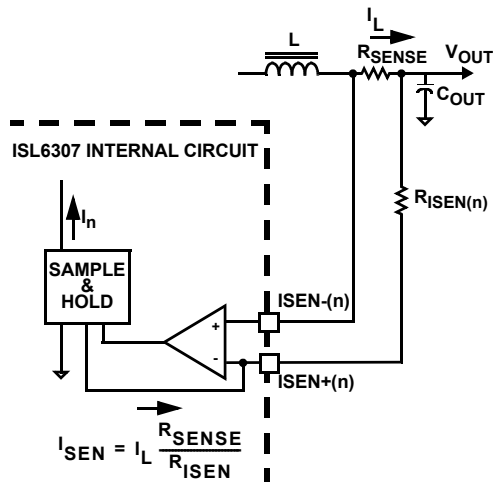 I_L
L
R_SENSE
V_OUT
C_OUT
ISL6307 INTERNAL CIRCUIT
R_ISEN(n)
I_n
SAMPLE
&
HOLD
+
ISEN-(n)
-
ISEN+(n)
I_SEN = I_L R_SENSE / R_ISEN